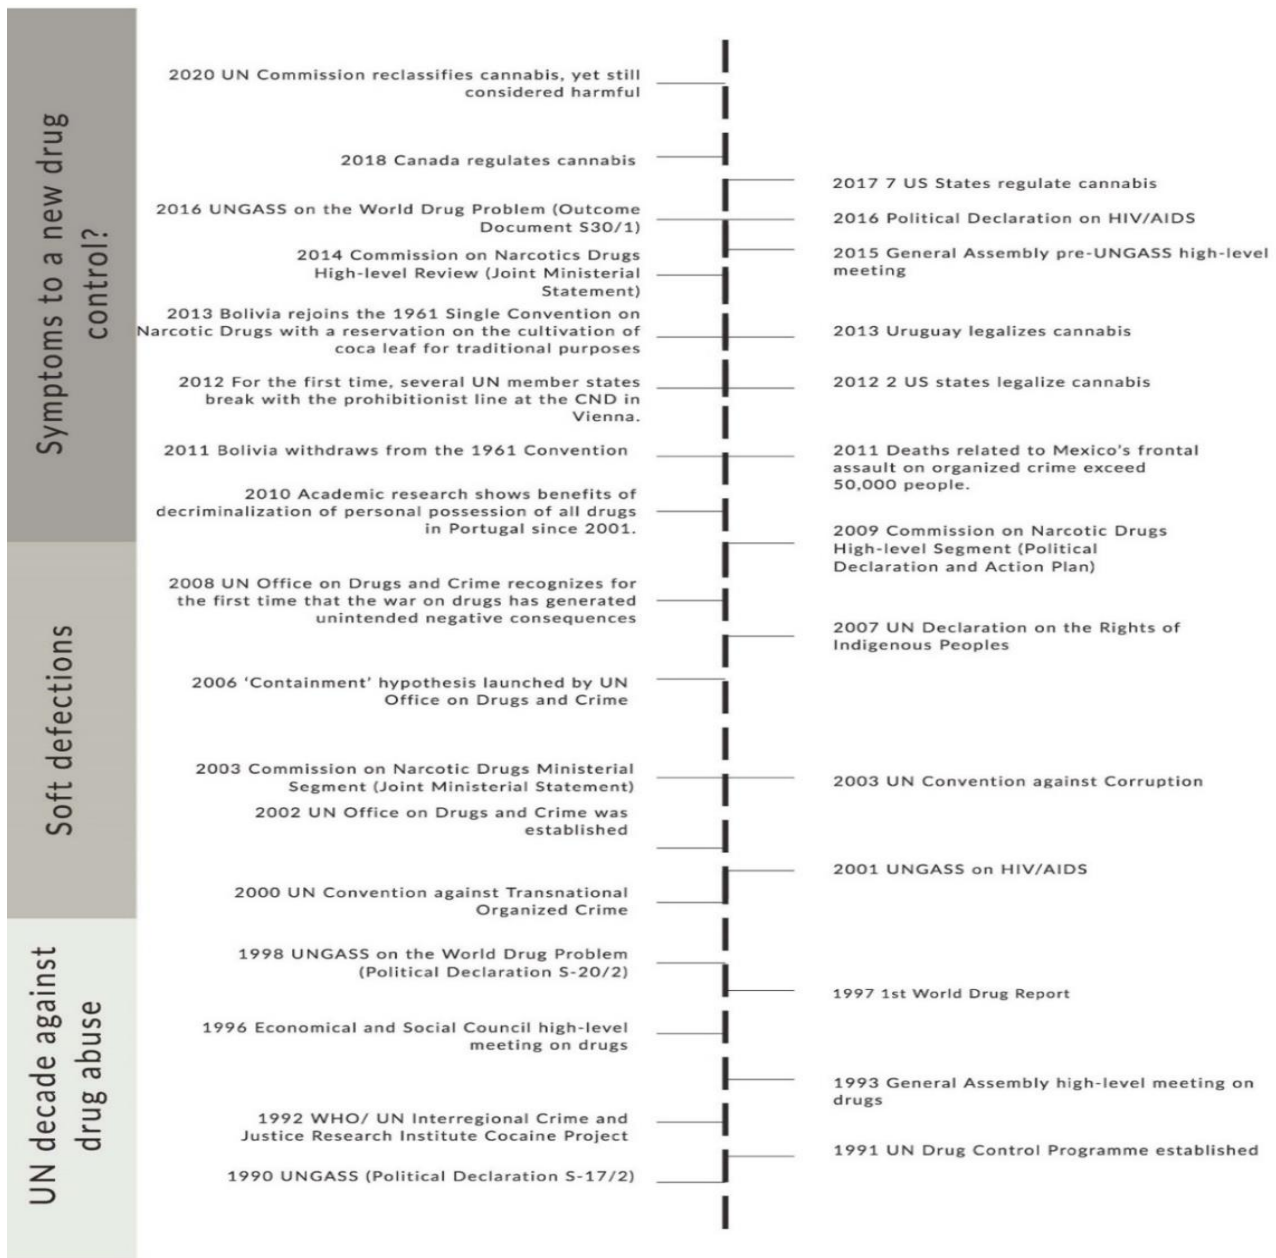 Symptoms to a new drug
control?
Soft defections
UN decade against
drug abuse
2020 UN Commission reclassifies cannabis, yet still
considered harmful
2018 Canada regulates cannabis
2017 7 US States regulate cannabis
2016 UNGASS on the World Drug Problem (Outcome
Document S30/1)
2016 Political Declaration on HIV/AIDS
2015 General Assembly pre-UNGASS high-level
meeting
2014 Commission on Narcotics Drugs
High-level Review (Joint Ministerial
Statement)
2013 Bolivia rejoins the 1961 Single Convention on
Narcotic Drugs with a reservation on the cultivation of
coca leaf for traditional purposes
2013 Uruguay legalizes cannabis
2012 For the first time, several UN member states
break with the prohibitionist line at the CND in
Vienna.
2012 2 US states legalize cannabis
2011 Bolivia withdraws from the 1961 Convention
2011 Deaths related to Mexico's frontal
assault on organized crime exceed
50,000 people.
2010 Academic research shows benefits of
decriminalization of personal possession of all drugs
in Portugal since 2001.
2009 Commission on Narcotic Drugs
High-level Segment (Political
Declaration and Action Plan)
2008 UN Office on Drugs and Crime recognizes for
the first time that the war on drugs has generated
unintended negative consequences
2007 UN Declaration on the Rights of
Indigenous Peoples
2006 ‘Containment’ hypothesis launched by UN
Office on Drugs and Crime
2003 Commission on Narcotic Drugs Ministerial
Segment (Joint Ministerial Statement)
2003 UN Convention against Corruption
2002 UN Office on Drugs and Crime was
established
2001 UNGASS on HIV/AIDS
2000 UN Convention against Transnational
Organized Crime
1998 UNGASS on the World Drug Problem
(Political Declaration S-20/2)
1997 1st World Drug Report
1996 Economical and Social Council high-level
meeting on drugs
1993 General Assembly high-level meeting on
drugs
1992 WHO/ UN Interregional Crime and
Justice Research Institute Cocaine Project
1991 UN Drug Control Programme established
1990 UNGASS (Political Declaration S-17/2)